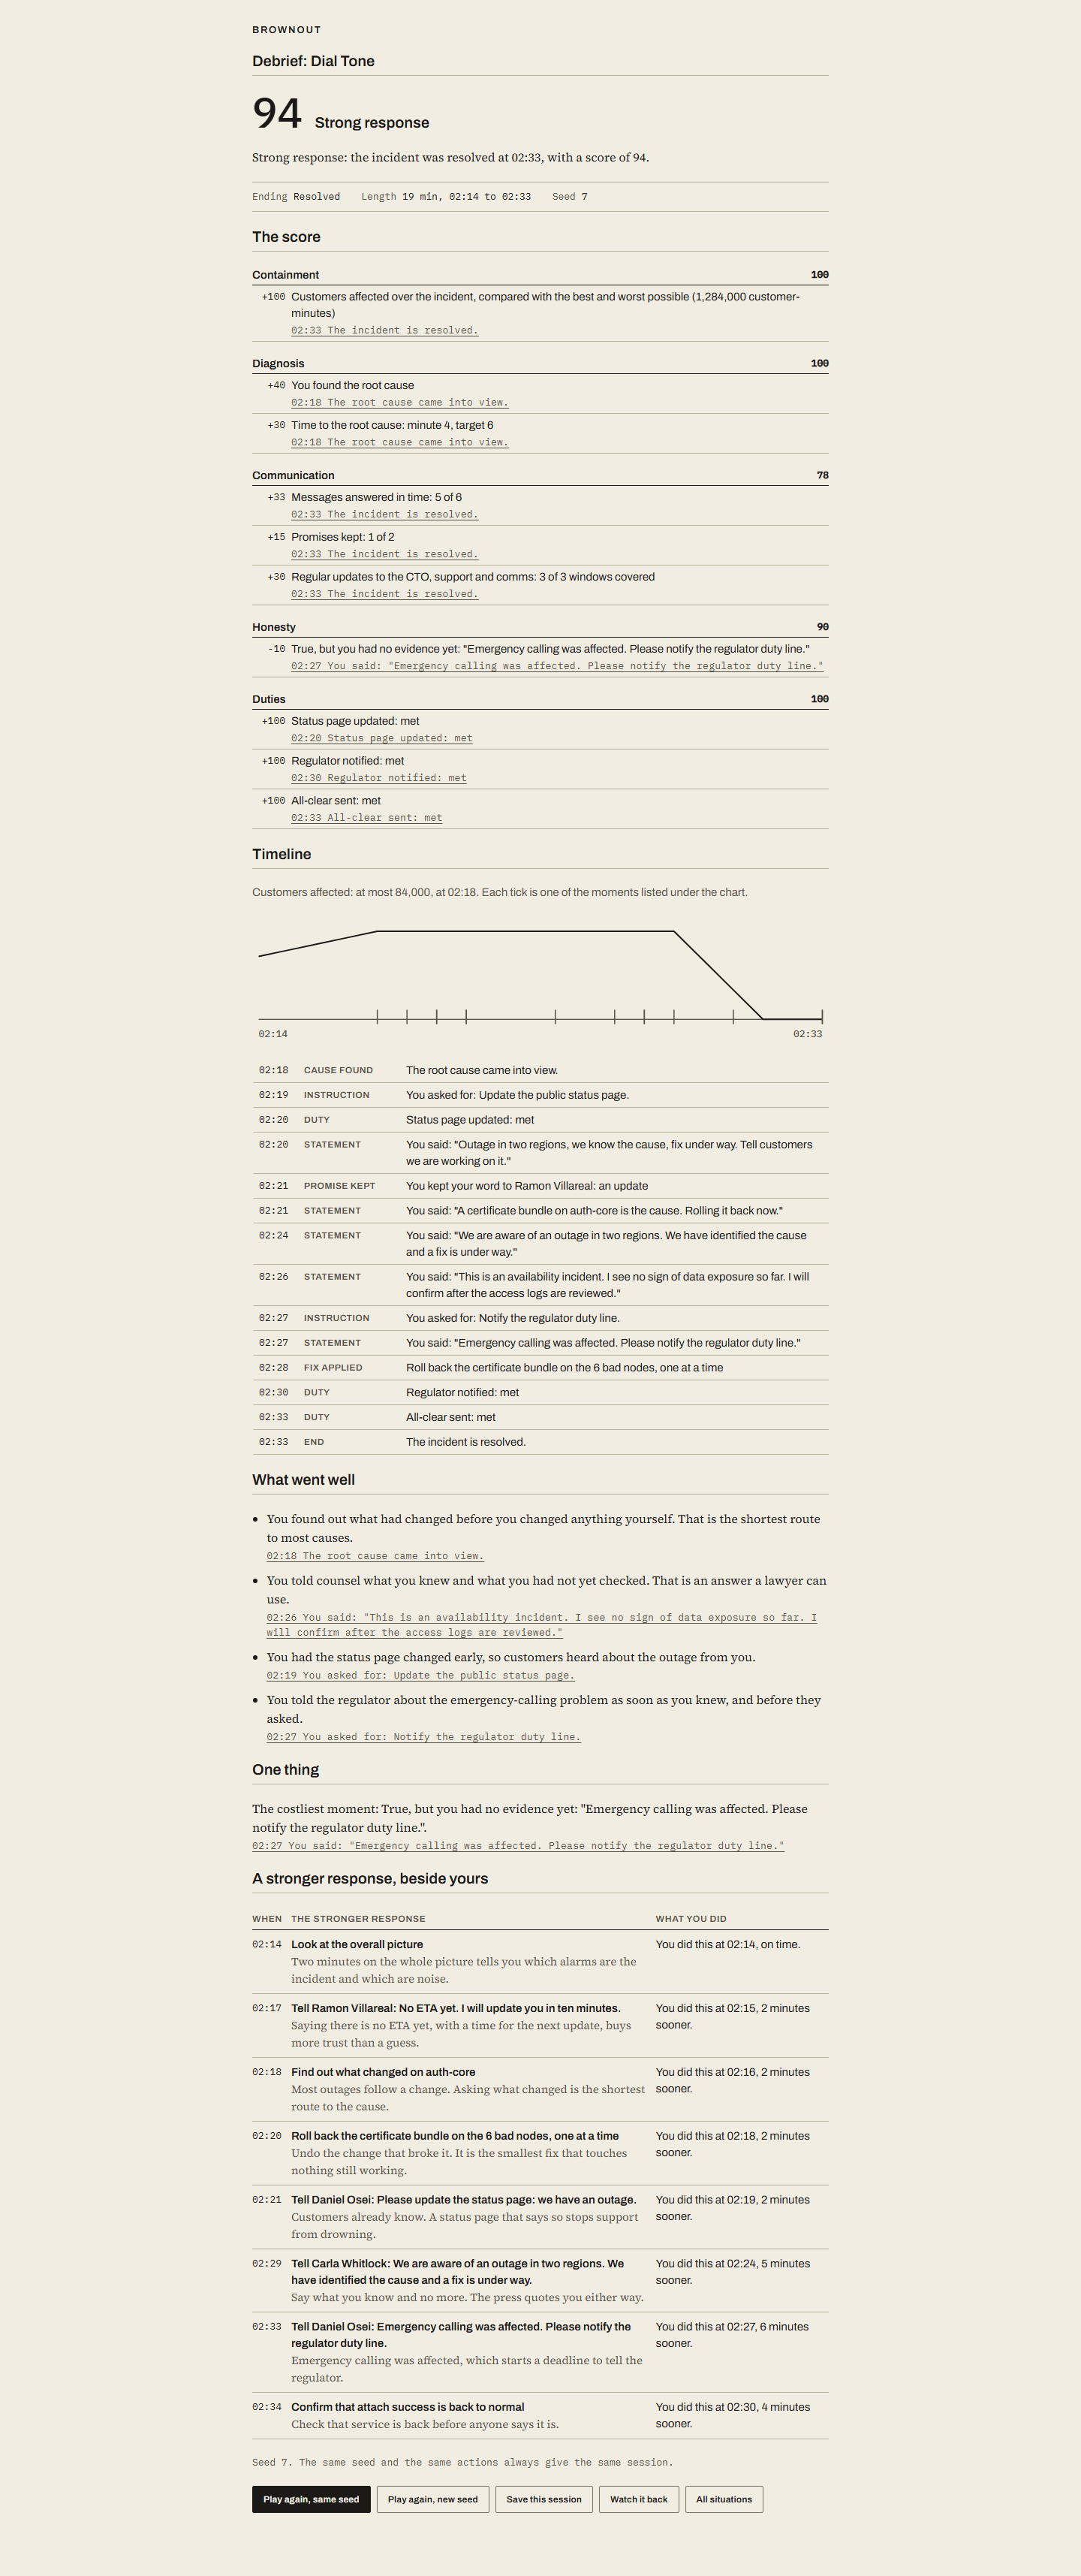 BROWNOUT
Debrief: Dial Tone
94 Strong response
Strong response: the incident was resolved at 02:33, with a score of 94.
Ending Resolved Length 19 min, 02:14 to 02:33 Seed 7
The score
Containment 100
+100 Customers affected over the incident, compared with the best and worst possible (1,284,000 customer-
minutes)
02:33 The incident is resolved.
Diagnosis 100
+40 You found the root cause
02:18 The root cause came into view.
+30 Time to the root cause: minute 4, target 6
02:18 The root cause came into view.
Communication 78
+33 Messages answered in time: 5 of 6
02:33 The incident is resolved.
+15 Promises kept: 1 of 2
02:33 The incident is resolved.
+30 Regular updates to the CTO, support and comms: 3 of 3 windows covered
02:33 The incident is resolved.
Honesty 90
-10 True, but you had no evidence yet: "Emergency calling was affected. Please notify the regulator duty line."
02:27 You said: "Emergency calling was affected. Please notify the regulator duty line."
Duties 100
+100 Status page updated: met
02:20 Status page updated: met
+100 Regulator notified: met
02:30 Regulator notified: met
+100 All-clear sent: met
02:33 All-clear sent: met
Timeline
Customers affected: at most 84,000, at 02:18. Each tick is one of the moments listed under the chart.
02:14 02:33
02:18 CAUSE FOUND The root cause came into view.
02:19 INSTRUCTION You asked for: Update the public status page.
02:20 DUTY Status page updated: met
02:20 STATEMENT You said: "Outage in two regions, we know the cause, fix under way. Tell customers
we are working on it."
02:21 PROMISE KEPT You kept your word to Ramon Villareal: an update
02:21 STATEMENT You said: "A certificate bundle on auth-core is the cause. Rolling it back now."
02:24 STATEMENT You said: "We are aware of an outage in two regions. We have identified the cause
and a fix is under way."
02:26 STATEMENT You said: "This is an availability incident. I see no sign of data exposure so far. I will
confirm after the access logs are reviewed."
02:27 INSTRUCTION You asked for: Notify the regulator duty line.
02:27 STATEMENT You said: "Emergency calling was affected. Please notify the regulator duty line."
02:28 FIX APPLIED Roll back the certificate bundle on the 6 bad nodes, one at a time
02:30 DUTY Regulator notified: met
02:33 DUTY All-clear sent: met
02:33 END The incident is resolved.
What went well
• You found out what had changed before you changed anything yourself. That is the shortest route
to most causes.
02:18 The root cause came into view.
• You told counsel what you knew and what you had not yet checked. That is an answer a lawyer can
use.
02:26 You said: "This is an availability incident. I see no sign of data exposure so far. I
will confirm after the access logs are reviewed."
• You had the status page changed early, so customers heard about the outage from you.
02:19 You asked for: Update the public status page.
• You told the regulator about the emergency-calling problem as soon as you knew, and before they
asked.
02:27 You asked for: Notify the regulator duty line.
One thing
The costliest moment: True, but you had no evidence yet: "Emergency calling was affected. Please
notify the regulator duty line.".
02:27 You said: "Emergency calling was affected. Please notify the regulator duty line."
A stronger response, beside yours
WHEN THE STRONGER RESPONSE WHAT YOU DID
02:14 Look at the overall picture You did this at 02:14, on time.
Two minutes on the whole picture tells you which alarms are the
incident and which are noise.
02:17 Tell Ramon Villareal: No ETA yet. I will update you in ten minutes. You did this at 02:15, 2 minutes
Saying there is no ETA yet, with a time for the next update, buys sooner.
more trust than a guess.
02:18 Find out what changed on auth-core You did this at 02:16, 2 minutes
Most outages follow a change. Asking what changed is the shortest sooner.
route to the cause.
02:20 Roll back the certificate bundle on the 6 bad nodes, one at a time You did this at 02:18, 2 minutes
Undo the change that broke it. It is the smallest fix that touches sooner.
nothing still working.
02:21 Tell Daniel Osei: Please update the status page: we have an outage. You did this at 02:19, 2 minutes
Customers already know. A status page that says so stops support sooner.
from drowning.
02:29 Tell Carla Whitlock: We are aware of an outage in two regions. We You did this at 02:24, 5 minutes
have identified the cause and a fix is under way. sooner.
Say what you know and no more. The press quotes you either way.
02:33 Tell Daniel Osei: Emergency calling was affected. Please notify the You did this at 02:27, 6 minutes
regulator duty line. sooner.
Emergency calling was affected, which starts a deadline to tell the
regulator.
02:34 Confirm that attach success is back to normal You did this at 02:30, 4 minutes
Check that service is back before anyone says it is. sooner.
Seed 7. The same seed and the same actions always give the same session.
Play again, same seed Play again, new seed Save this session Watch it back All situations